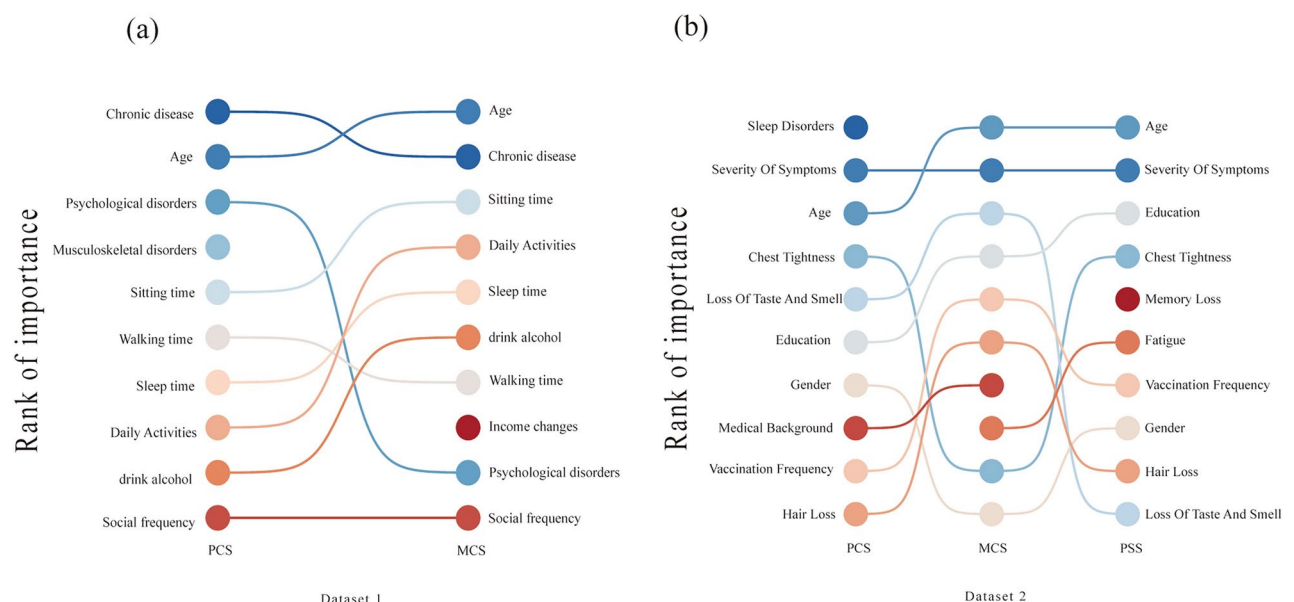 (a)
Rank of importance
Chronic disease
Age
Psychological disorders
Musculoskeletal disorders
Sitting time
Walking time
Sleep time
Daily Activities
drink alcohol
Social frequency
PCS
Age
Chronic disease
Sitting time
Daily Activities
Sleep time
drink alcohol
Walking time
Income changes
Psychological disorders
Social frequency
MCS
Dataset 1
(b)
Rank of importance
Sleep Disorders
Severity Of Symptoms
Age
Chest Tightness
Loss Of Taste And Smell
Education
Gender
Medical Background
Vaccination Frequency
Hair Loss
PCS
MCS
Age
Severity Of Symptoms
Education
Chest Tightness
Memory Loss
Fatigue
Vaccination Frequency
Gender
Hair Loss
Loss Of Taste And Smell
PSS
Dataset 2